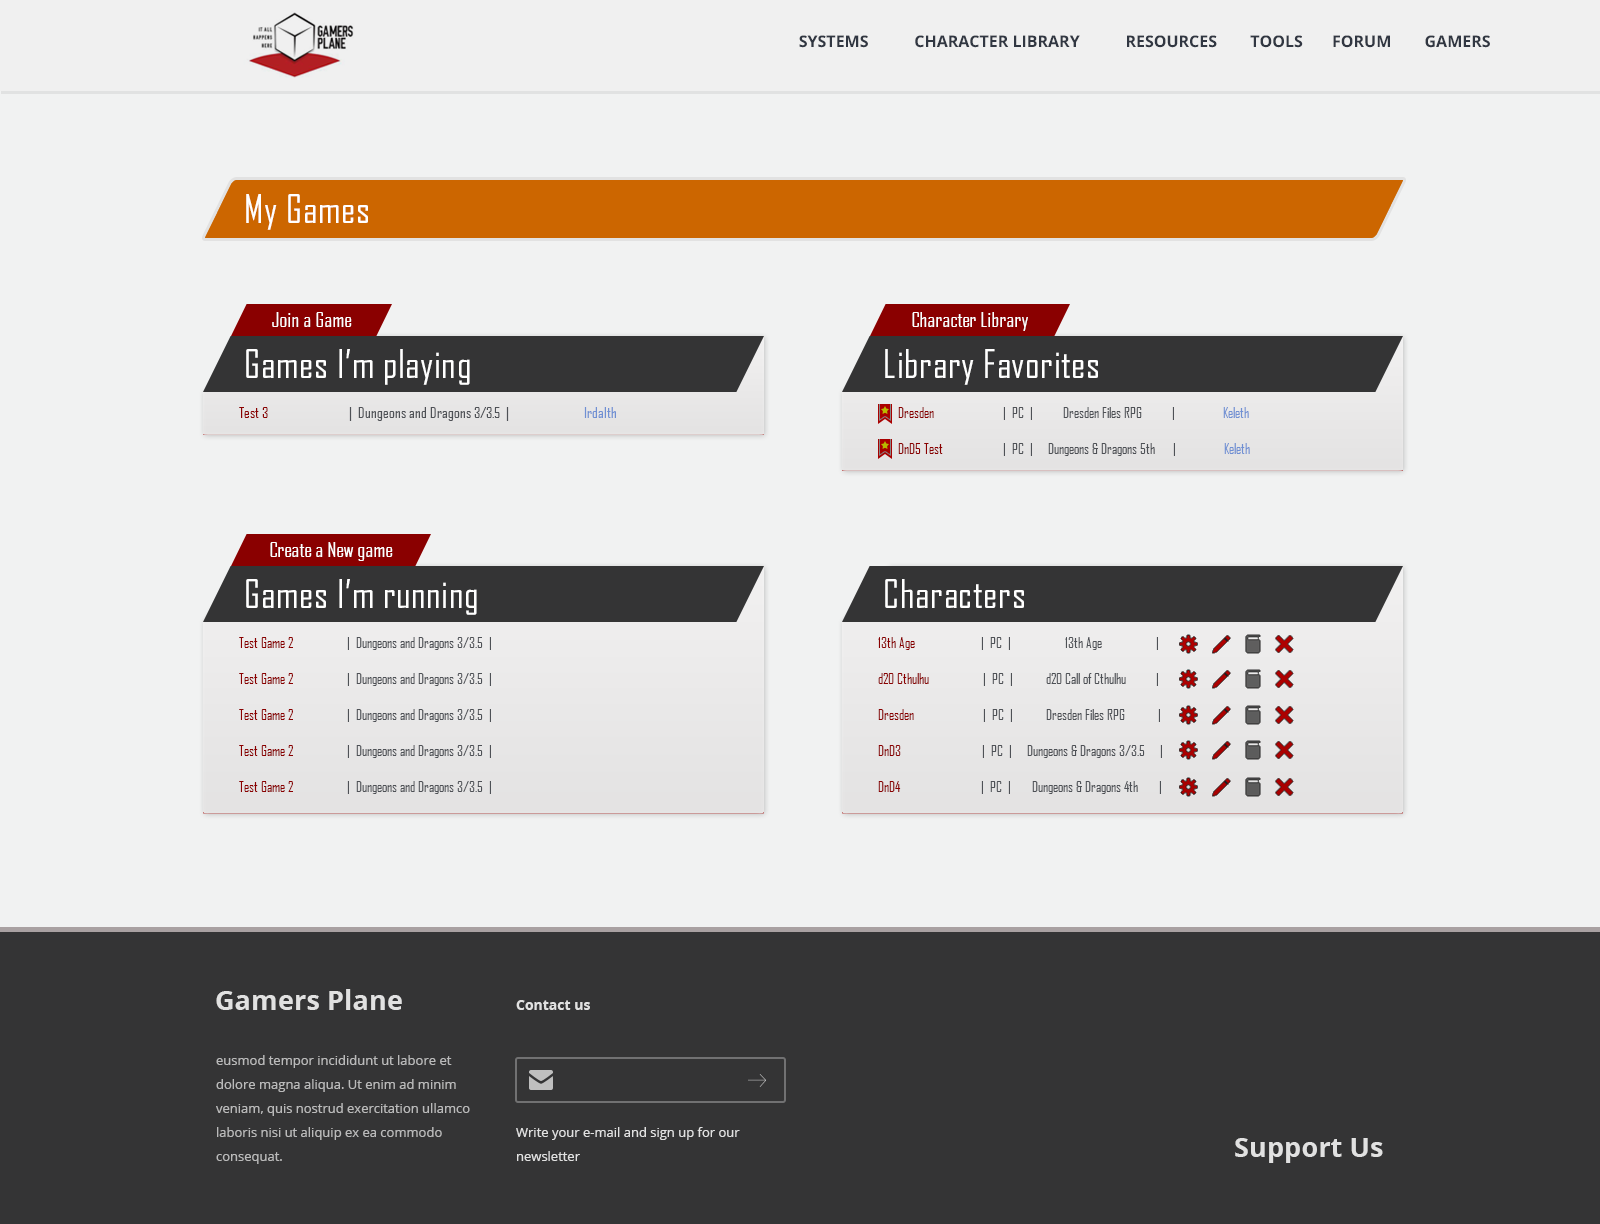 IT ALL
HAPPENS
HERE
GAMERS
PLANE
SYSTEMS CHARACTER LIBRARY RESOURCES TOOLS FORUM GAMERS
My Games
Join a Game
Games I'm playing
Test 3 | Dungeons and Dragons 3/3.5 | Irdalth
Character Library
Library Favorites
Dresden | PC | Dresden Files RPG | Keleth
DnD5 Test | PC | Dungeons & Dragons 5th | Keleth
Create a New game
Games I'm running
Test Game 2 | Dungeons and Dragons 3/3.5 |
Test Game 2 | Dungeons and Dragons 3/3.5 |
Test Game 2 | Dungeons and Dragons 3/3.5 |
Test Game 2 | Dungeons and Dragons 3/3.5 |
Test Game 2 | Dungeons and Dragons 3/3.5 |
Characters
13th Age | PC | 13th Age |
d20 Cthulhu | PC | d20 Call of Cthulhu |
Dresden | PC | Dresden Files RPG |
DnD3 | PC | Dungeons & Dragons 3/3.5 |
DnD4 | PC | Dungeons & Dragons 4th |
Gamers Plane
eusmod tempor incididunt ut labore et
dolore magna aliqua. Ut enim ad minim
veniam, quis nostrud exercitation ullamco
laboris nisi ut aliquip ex ea commodo
consequat.
Contact us
Write your e-mail and sign up for our
newsletter
Support Us